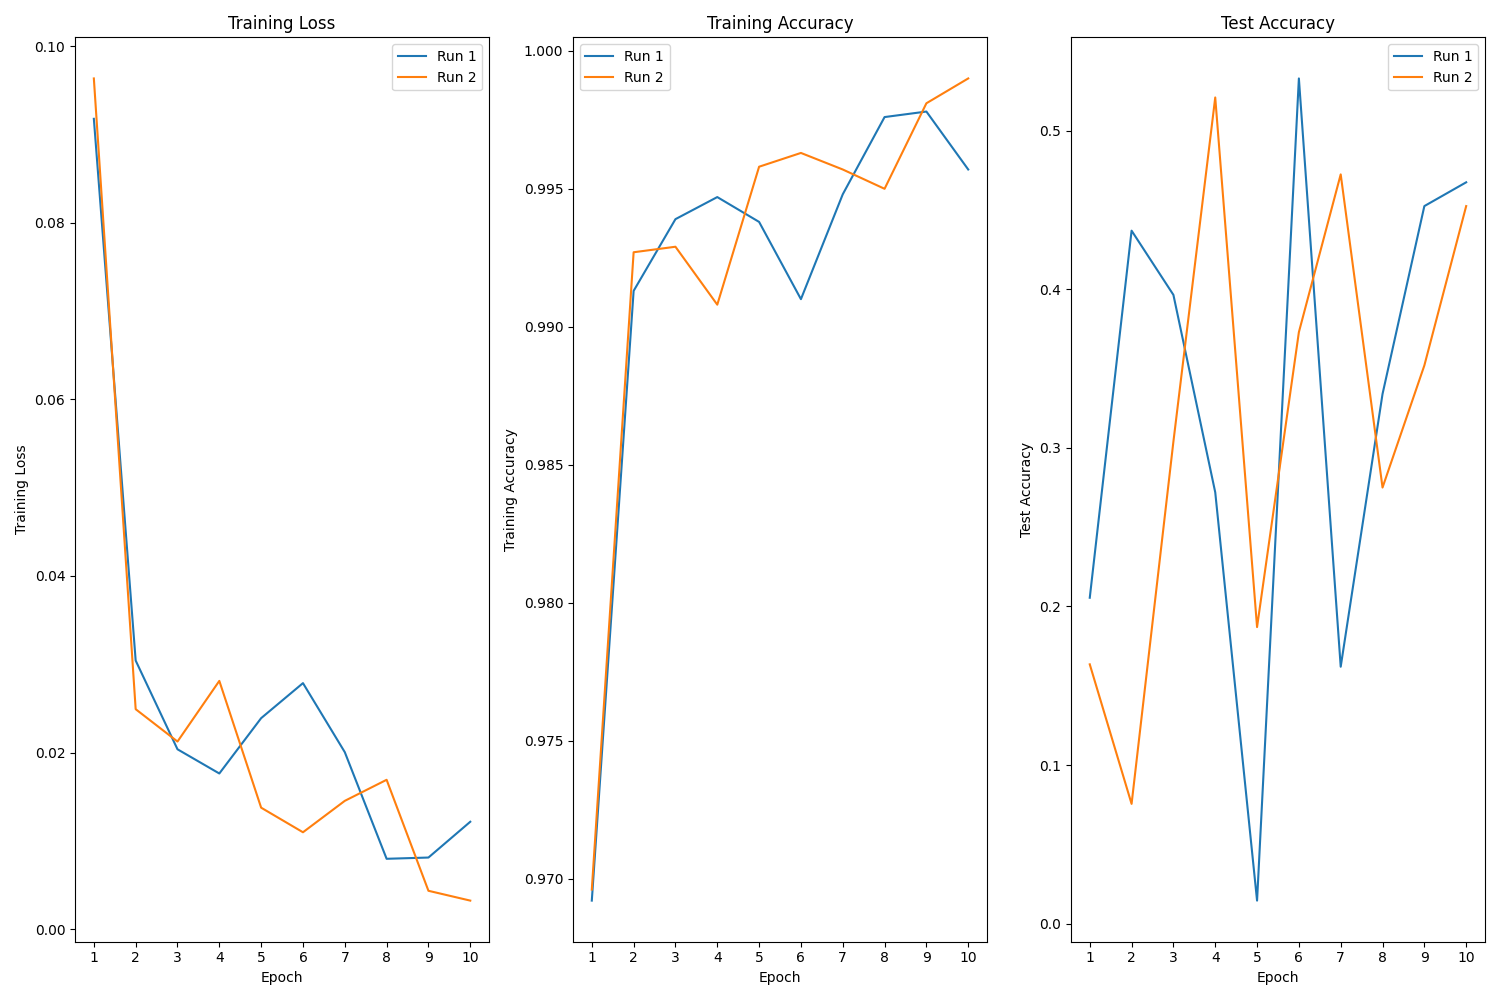 Training Loss
Run 1
Run 2
0.10
0.08
0.06
0.04
0.02
0.00
Training Loss
1 2 3 4 5 6 7 8 9 10
Epoch
Training Accuracy
Run 1
Run 2
1.000
0.995
0.990
0.985
0.980
0.975
0.970
Training Accuracy
1 2 3 4 5 6 7 8 9 10
Epoch
Test Accuracy
Run 1
Run 2
0.5
0.4
0.3
0.2
0.1
0.0
Test Accuracy
1 2 3 4 5 6 7 8 9 10
Epoch